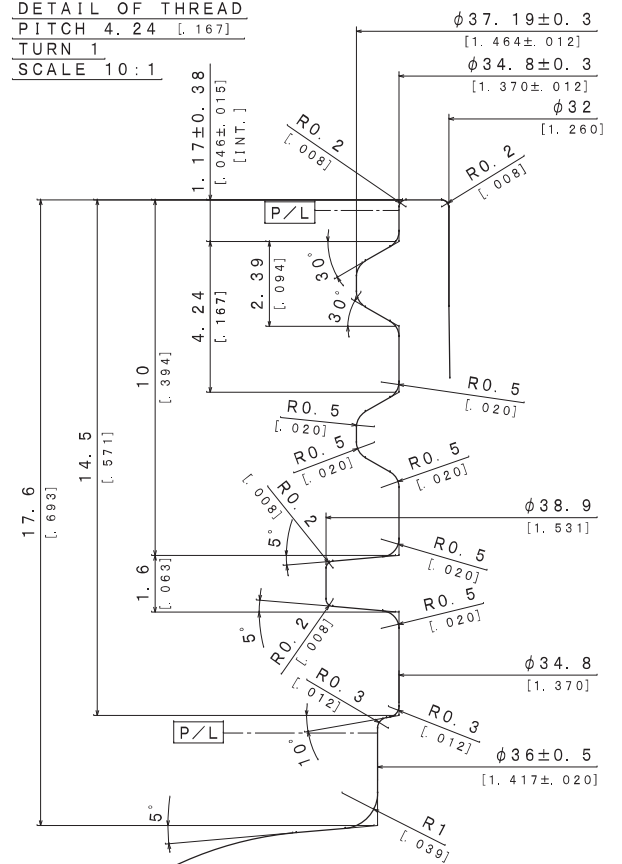 DETAIL OF THREAD
PITCH 4.24 [.167]
TURN 1
SCALE 10:1
φ37.19±0.3
[1.464±.012]
φ34.8±0.3
[1.370±.012]
φ32
[1.260]
1.17±0.38
[.046±.015]
[INT.]
R0.2
[.008]
R0.2
[.008]
P/L
30°
2.39
[.094]
30°
4.24
[.167]
10
[.394]
R0.5
[.020]
R0.5
[.020]
R0.5
[.020]
R0.5
[.020]
14.5
[.571]
17.6
[.693]
R0.2
[.008]
φ38.9
[1.531]
5°
R0.5
[.020]
1.6
[.063]
R0.5
[.020]
5°
R0.2
[.008]
φ34.8
[1.370]
R0.3
[.012]
R0.3
[.012]
P/L
10°
φ36±0.5
[1.417±.020]
5°
R1
[.039]